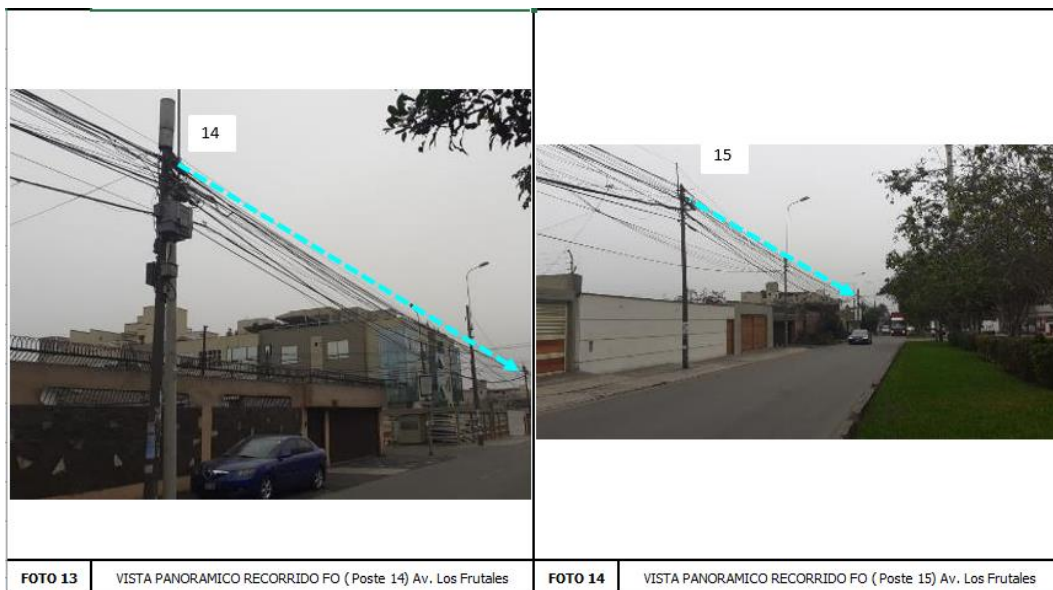 14
15
FOTO 13
VISTA PANORAMICO RECORRIDO FO ( Poste 14) Av. Los Frutales
FOTO 14
VISTA PANORAMICO RECORRIDO FO ( Poste 15) Av. Los Frutales